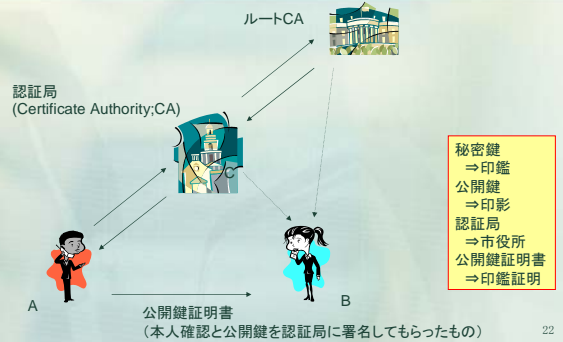 ルートCA
認証局
(Certificate Authority;CA)
C
秘密鍵
⇒印鑑
公開鍵
⇒印影
認証局
⇒市役所
公開鍵証明書
⇒印鑑証明
A
B
公開鍵証明書
（本人確認と公開鍵を認証局に署名してもらったもの）
22